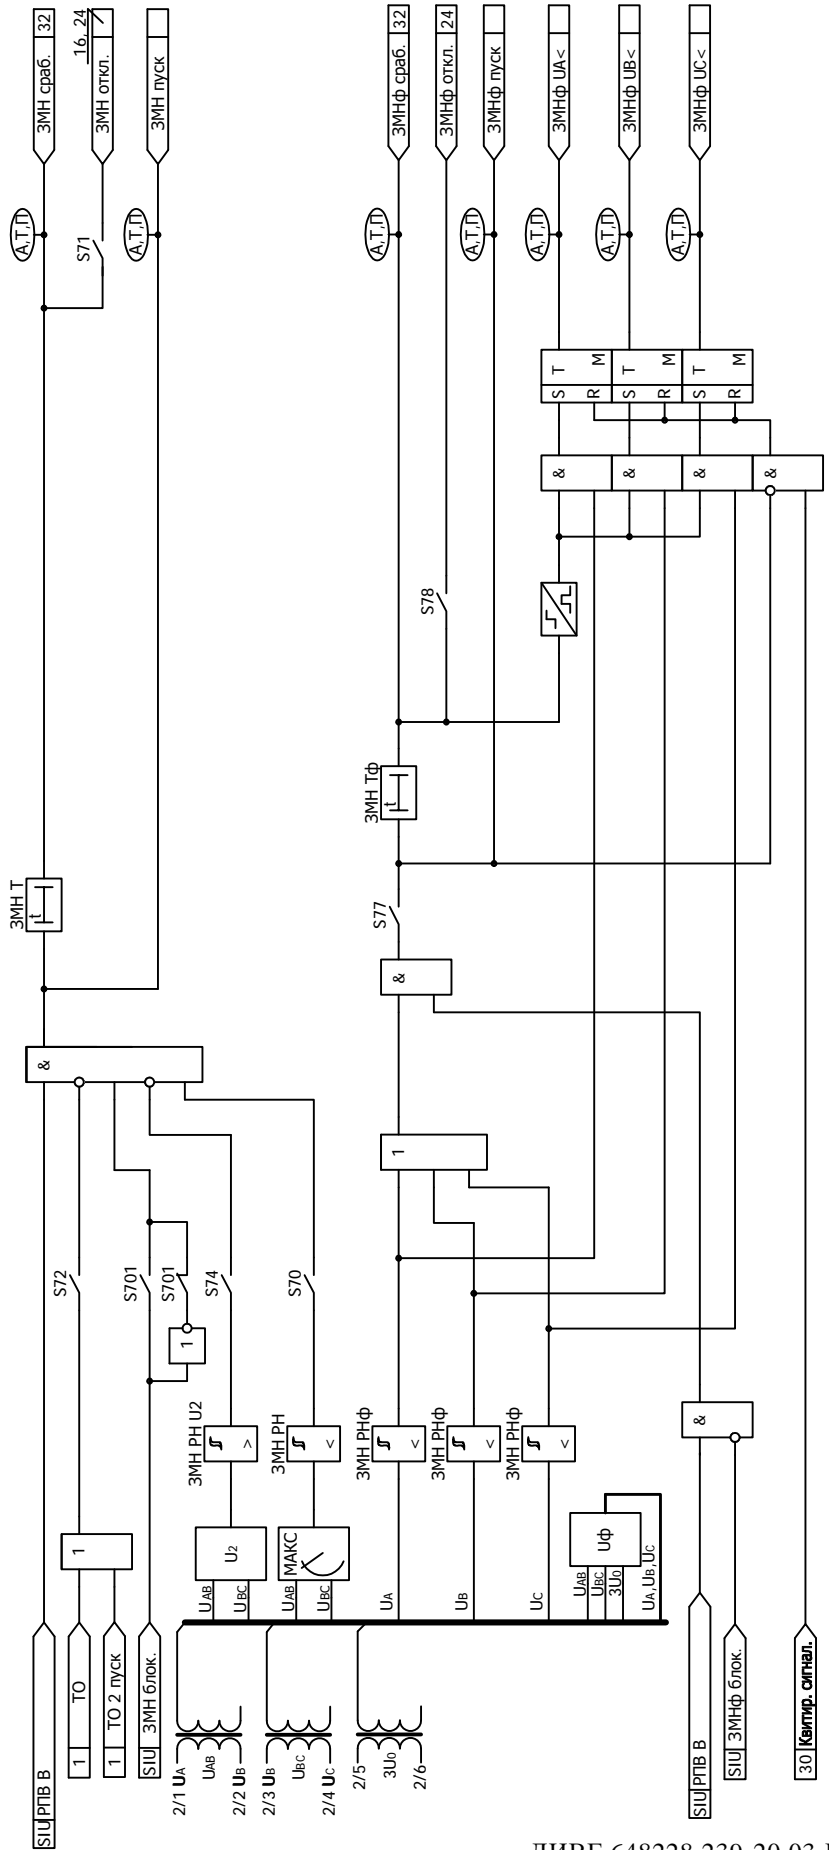 32 ЗМН сраб.
16, 24
ЗМН откл.
ЗМН пуск
А,Т,П
S71
А,Т,П
ЗМН Т
t
&
S72
S701
S701
S74
S70
1
ЗМН РН U2
>
ЗМН РН
<
1
U2
МАКС
UAB
UBC
UAB
UBC
SIU РПВ В
1 ТО
1 ТО 2 пуск
SIU ЗМН блок.
2/1 UA
UAB
2/2 UB
2/3 UB
UBC
2/4 UC
2/5
3U0
2/6
32 ЗМНф сраб.
24 ЗМНф откл.
ЗМНф пуск
ЗМНф UA<
ЗМНф UB<
ЗМНф UC<
А,Т,П
А,Т,П
А,Т,П
А,Т,П
А,Т,П
S T
R M
S T
R M
S T
R M
&
&
&
&
S78
ЗМН Тф
t
S77
&
1
ЗМН РНф
<
ЗМН РНф
<
ЗМН РНф
<
&
UA
UB
UC
Uф
UAB
UBC
3U0
UA,UB,UC
SIU РПВ В
SIU ЗМНф блок.
30 Квитир. сигнал.